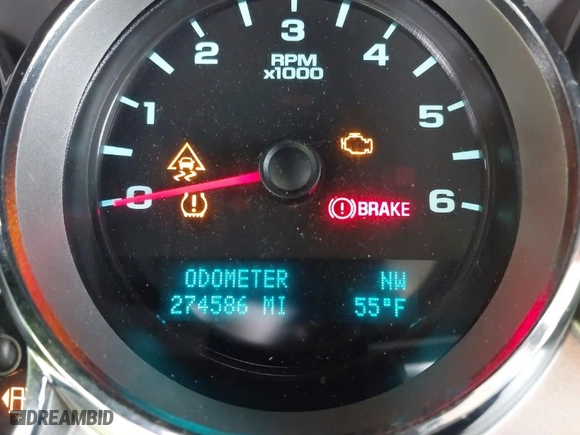 3
2
4
RPM
x1000
1
5
0
BRAKE
6
ODOMETER NW
274586 MI 55°F
DREAMBID